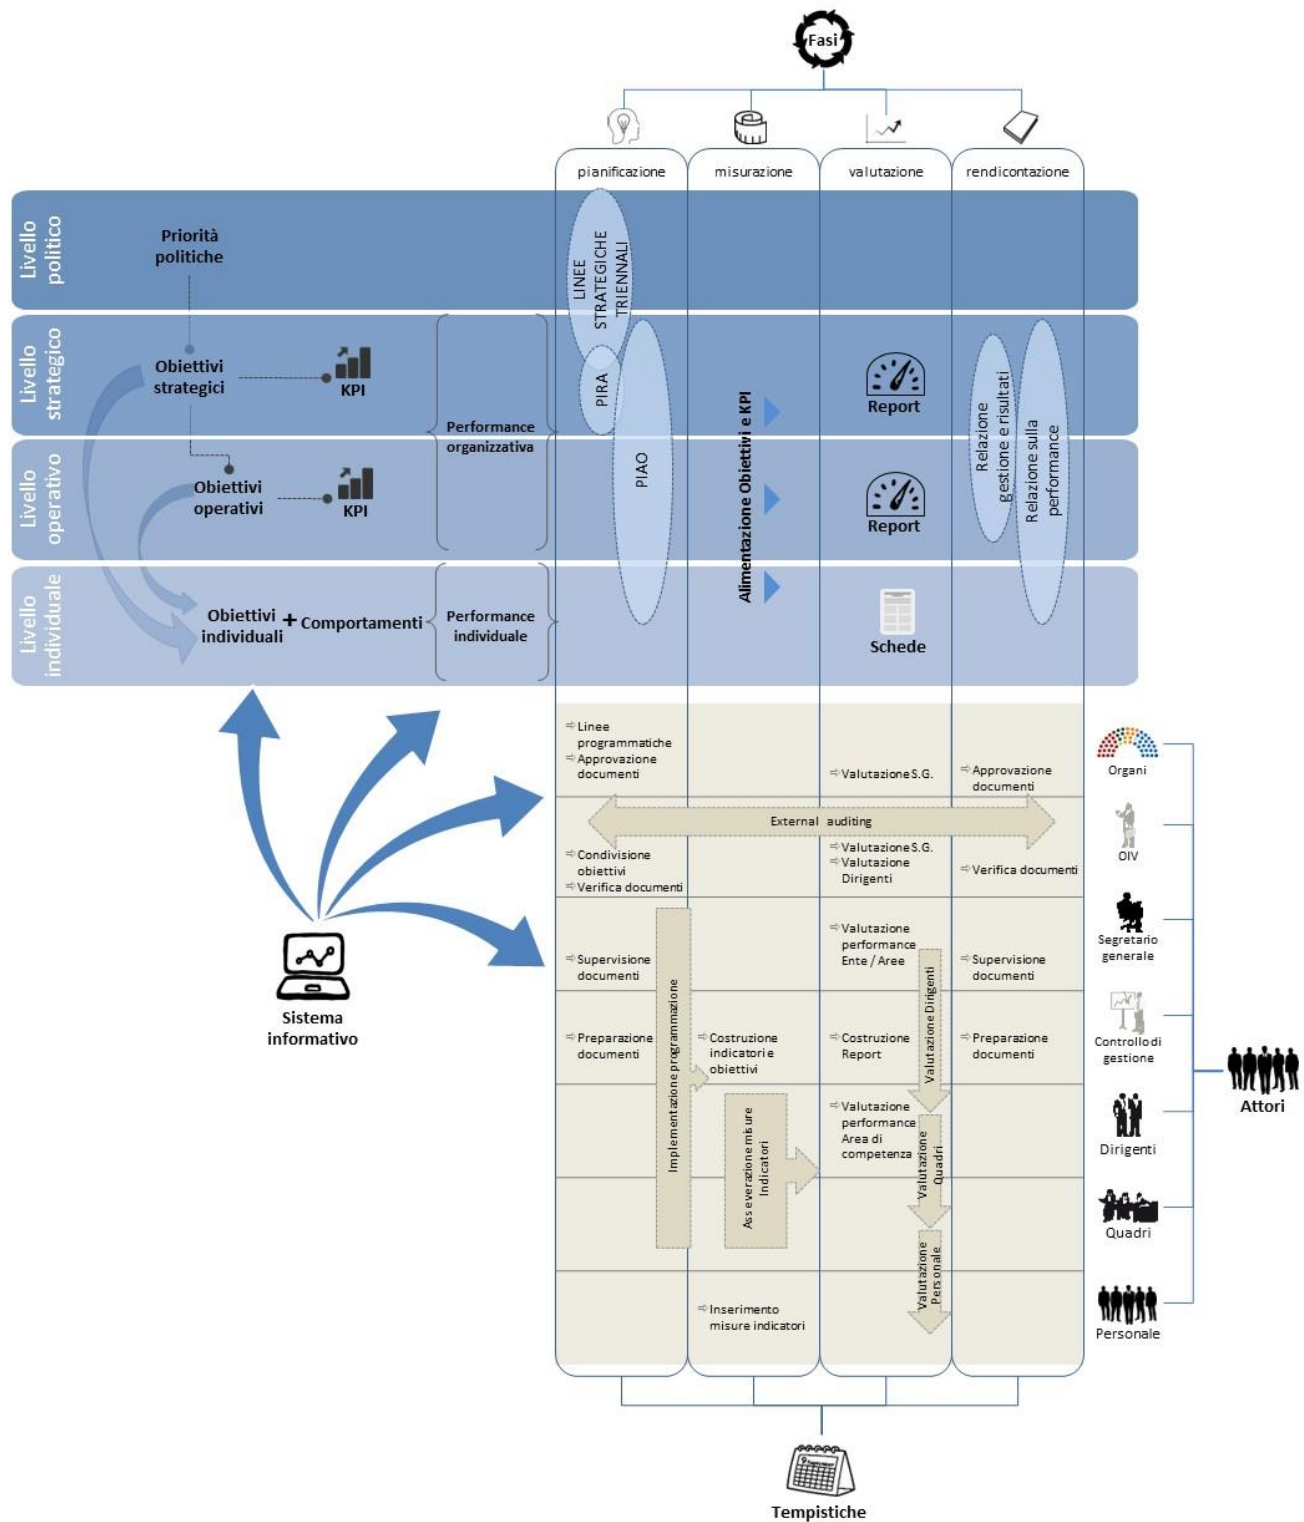 Fasi
pianificazione
misurazione
valutazione
rendicontazione
Livello
politico
Priorità
politiche
LINEE
STRATEGICHE
TRIENNALI
Livello
strategico
Obiettivi
strategici
KPI
PIRA
Report
Performance
organizzativa
Livello
operativo
Obiettivi
operativi
KPI
PIAO
Alimentazione Obiettivi e KPI
Report
Relazione
gestione e risultati
Relazione sulla
performance
Livello
individuale
Obiettivi
individuali
+
Comportamenti
Performance
individuale
Schede
⇨ Linee
programmatiche
⇨ Approvazione
documenti
⇨ Valutazione S.G.
⇨ Approvazione
documenti
Organi
External auditing
⇨ Condivisione
obiettivi
⇨ Verifica documenti
⇨ Valutazione S.G.
⇨ Valutazione
Dirigenti
⇨ Verifica documenti
OIV
⇨ Supervisione
documenti
⇨ Valutazione
performance
Ente / Aree
⇨ Supervisione
documenti
Segretario
generale
⇨ Preparazione
documenti
⇨ Costruzione
indicatori e
obiettivi
⇨ Costruzione
Report
⇨ Preparazione
documenti
Controllo di
gestione
Implementazione programmazione
Valutazione Dirigenti
Asseverazione misure
Indicatori
⇨ Valutazione
performance
Area di
competenza
Valutazione
Quadri
Dirigenti
Quadri
Valutazione
Personale
⇨ Inserimento
misure indicatori
Personale
Attori
Sistema
informativo
September
Tempistiche